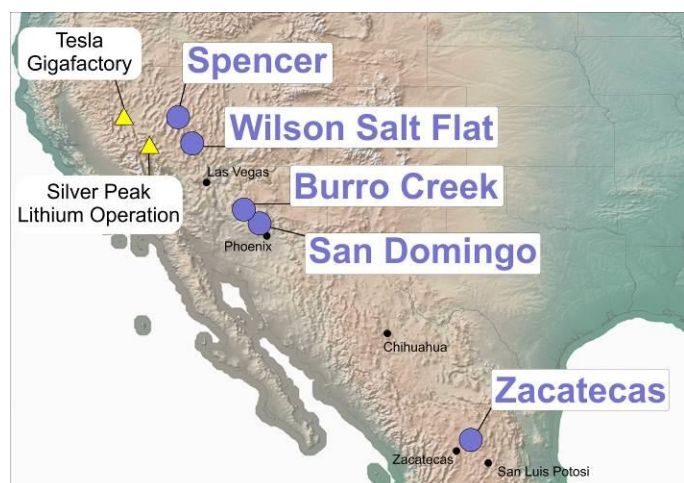 Tesla
Gigafactory
Spencer
Wilson Salt Flat
Las Vegas
Silver Peak
Lithium Operation
Burro Creek
San Domingo
Phoenix
Chihuahua
Zacatecas
Zacatecas
San Luis Potosi